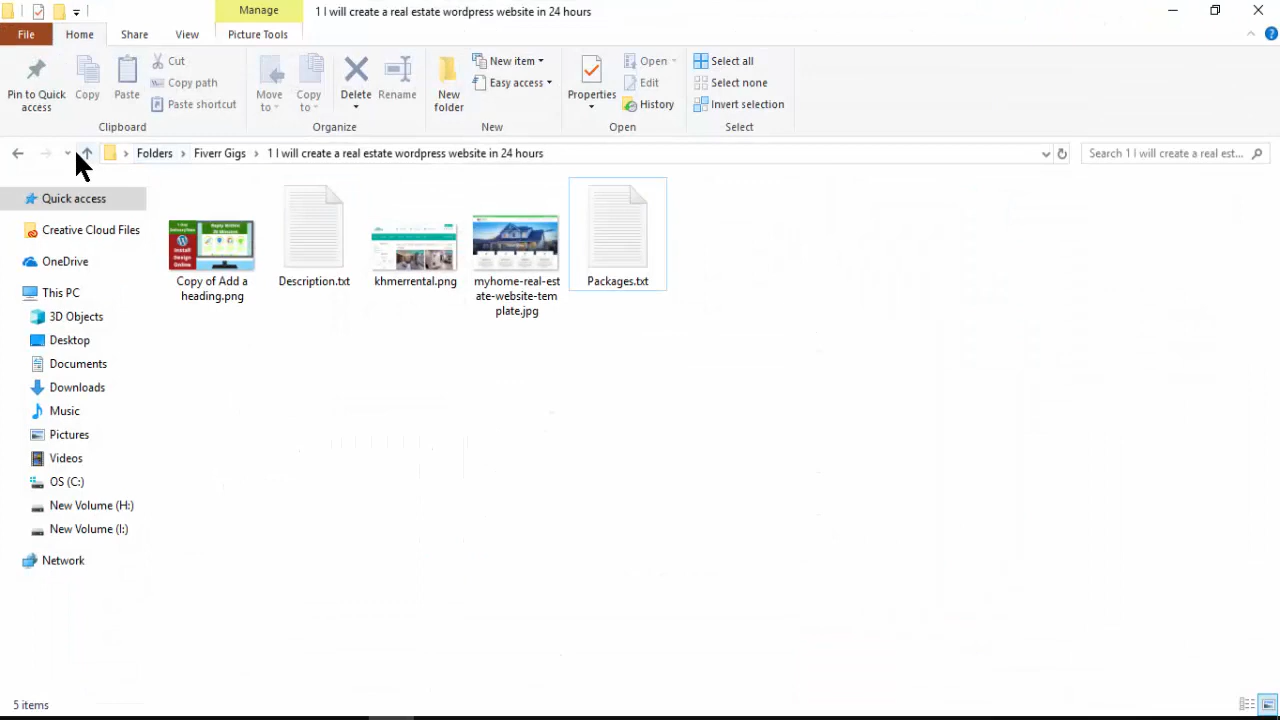 Manage
1 I will create a real estate wordpress website in 24 hours
File
Home
Share
View
Picture Tools
Pin to Quick access
Copy
Paste
Cut
Copy path
Paste shortcut
Clipboard
Move to
Copy to
Delete
Rename
Organize
New folder
New item
Easy access
New
Properties
Open
Edit
History
Open
Select all
Select none
Invert selection
Select
Folders
Fiverr Gigs
1 I will create a real estate wordpress website in 24 hours
Search 1 I will create a real est...
Quick access
Creative Cloud Files
OneDrive
This PC
3D Objects
Desktop
Documents
Downloads
Music
Pictures
Videos
OS (C:)
New Volume (H:)
New Volume (I:)
Network
Reply Within
Install
Design
Online
Copy of Add a
heading.png
Description.txt
khmerrental.png
myhome-real-est
ate-website-tem
plate.jpg
Packages.txt
5 items